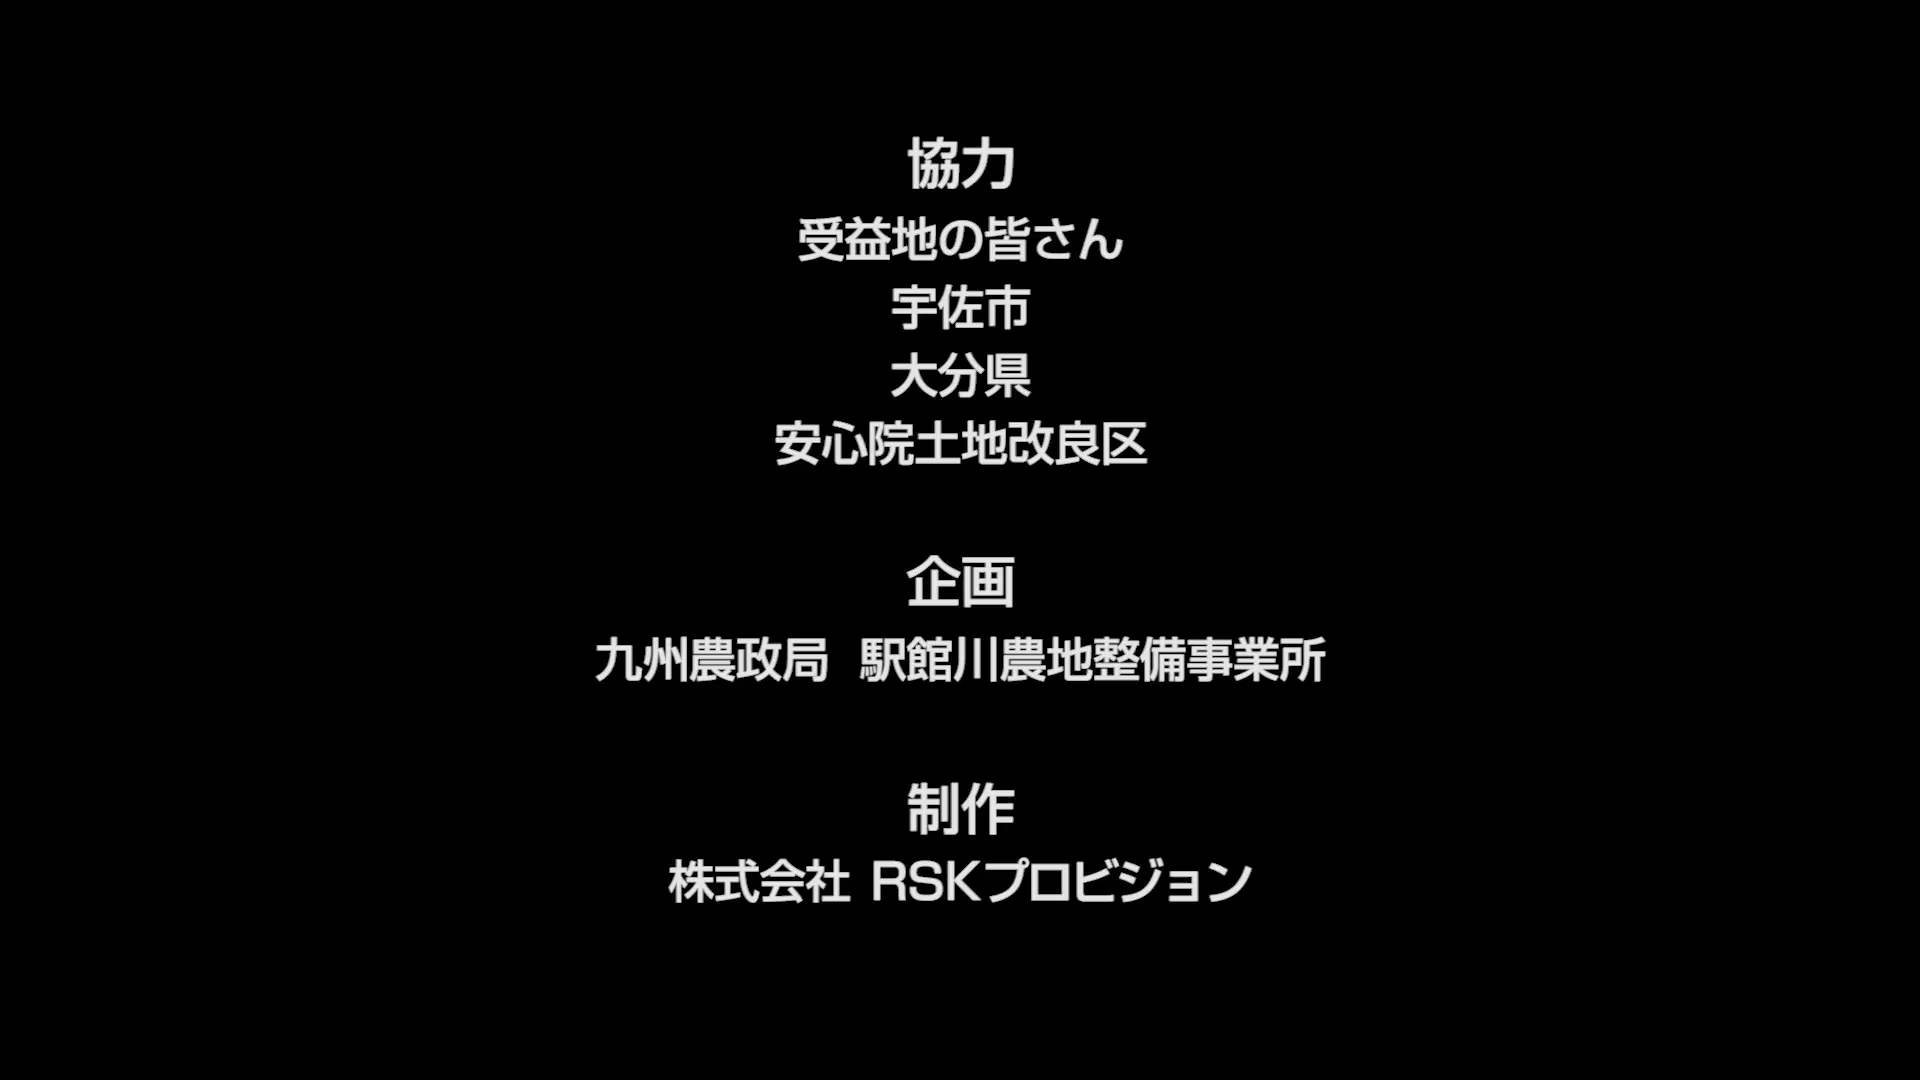 協力
受益地の皆さん
宇佐市
大分県
安心院土地改良区
企画
九州農政局　駅館川農地整備事業所
制作
株式会社 RSKプロビジョン